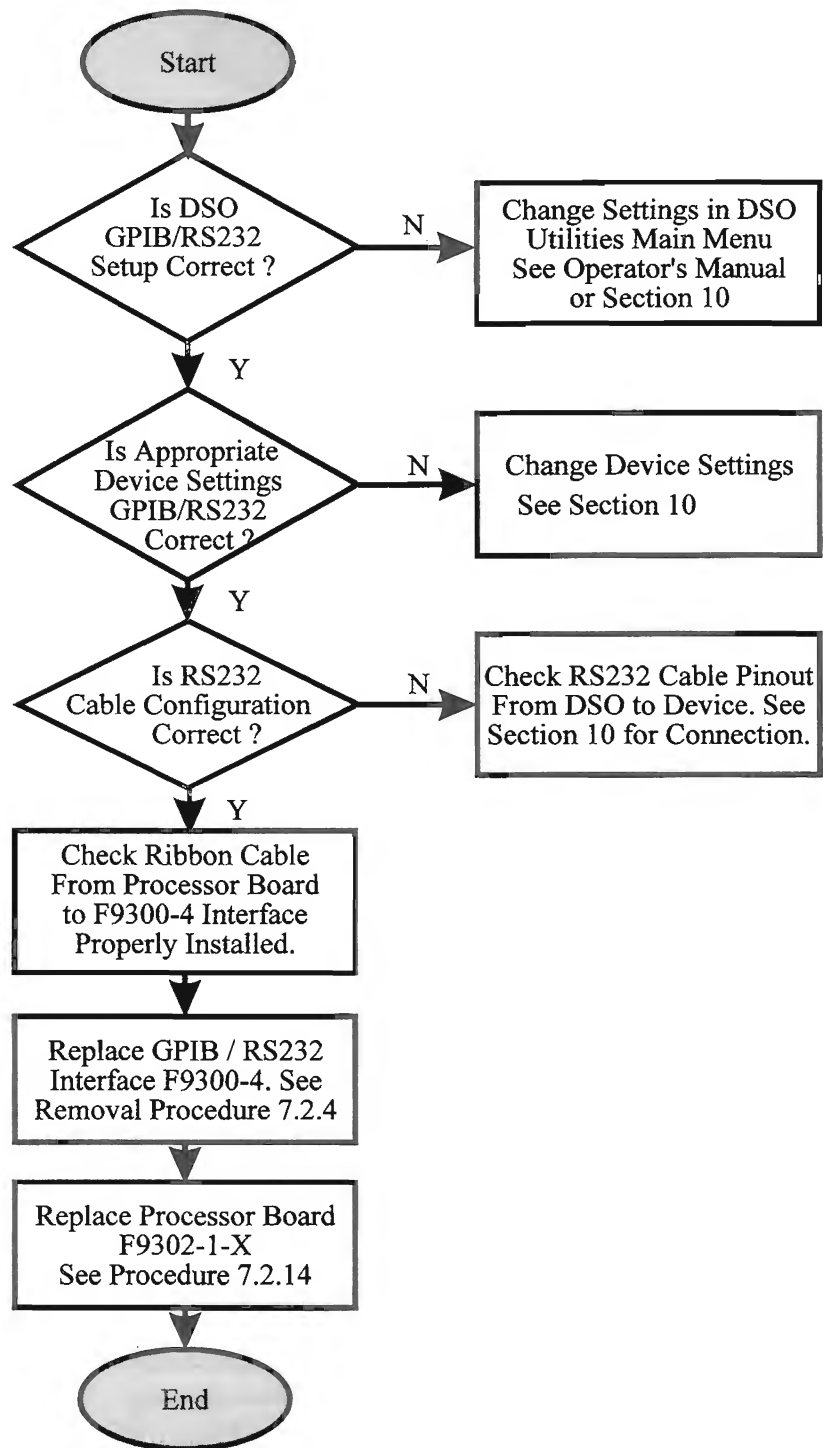 Start
Is DSO
GPIB/RS232
Setup Correct ?
N
Change Settings in DSO
Utilities Main Menu
See Operator's Manual
or Section 10
Y
Is Appropriate
Device Settings
GPIB/RS232
Correct ?
N
Change Device Settings
See Section 10
Y
Is RS232
Cable Configuration
Correct ?
N
Check RS232 Cable Pinout
From DSO to Device. See
Section 10 for Connection.
Y
Check Ribbon Cable
From Processor Board
to F9300-4 Interface
Properly Installed.
Replace GPIB / RS232
Interface F9300-4. See
Removal Procedure 7.2.4
Replace Processor Board
F9302-1-X
See Procedure 7.2.14
End